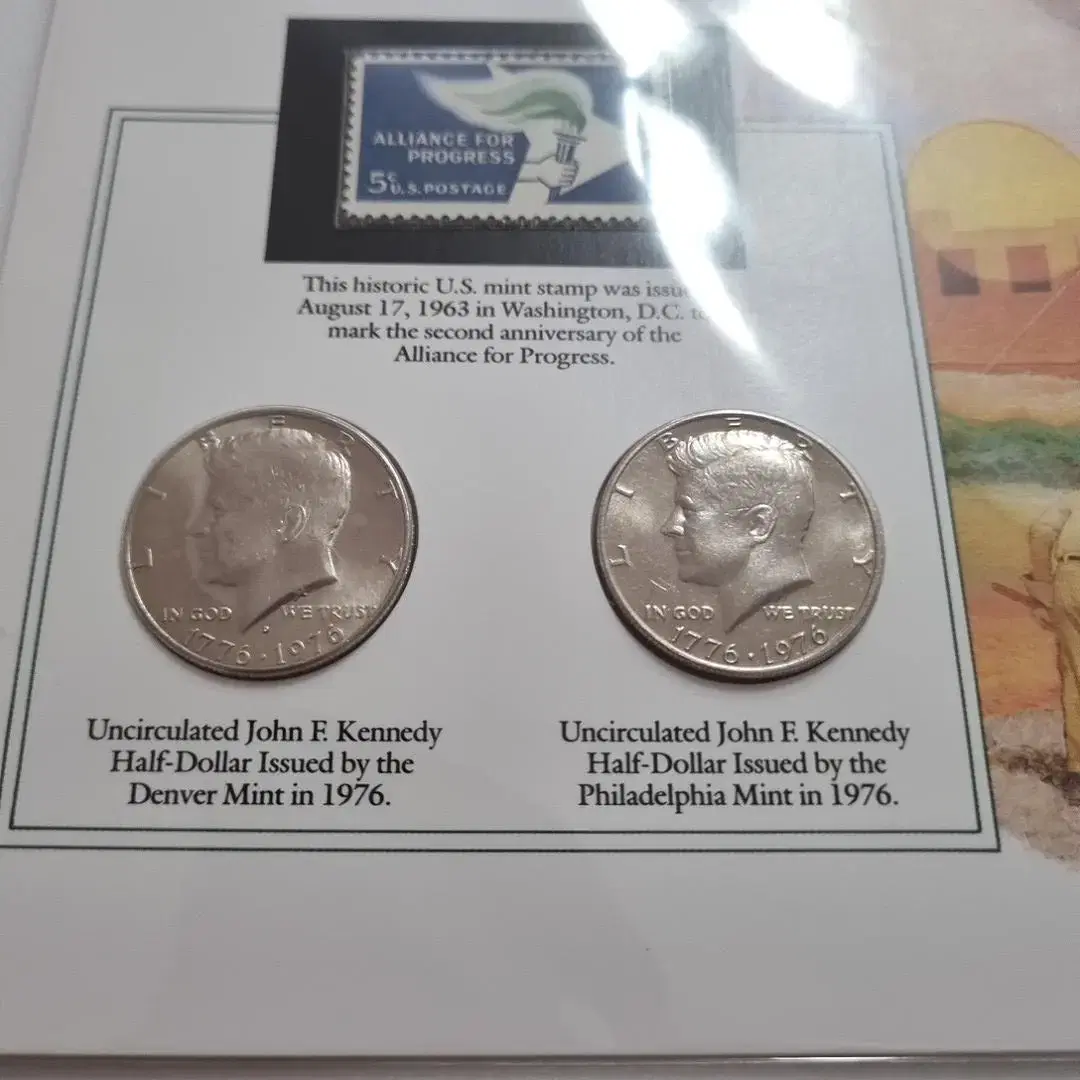 ALLIANCE FOR
PROGRESS
5c U.S. POSTAGE
This historic U.S. mint stamp was
August 17, 1963 in Washington, D.C.
mark the second anniversary of the
Alliance for Progress.
LIBERTY
IN GOD WE TRUST
D
1776 · 1976
LIBERTY
IN GOD WE TRUST
1776 · 1976
Uncirculated John F. Kennedy
Half-Dollar Issued by the
Denver Mint in 1976.
Uncirculated John F. Kennedy
Half-Dollar Issued by the
Philadelphia Mint in 1976.